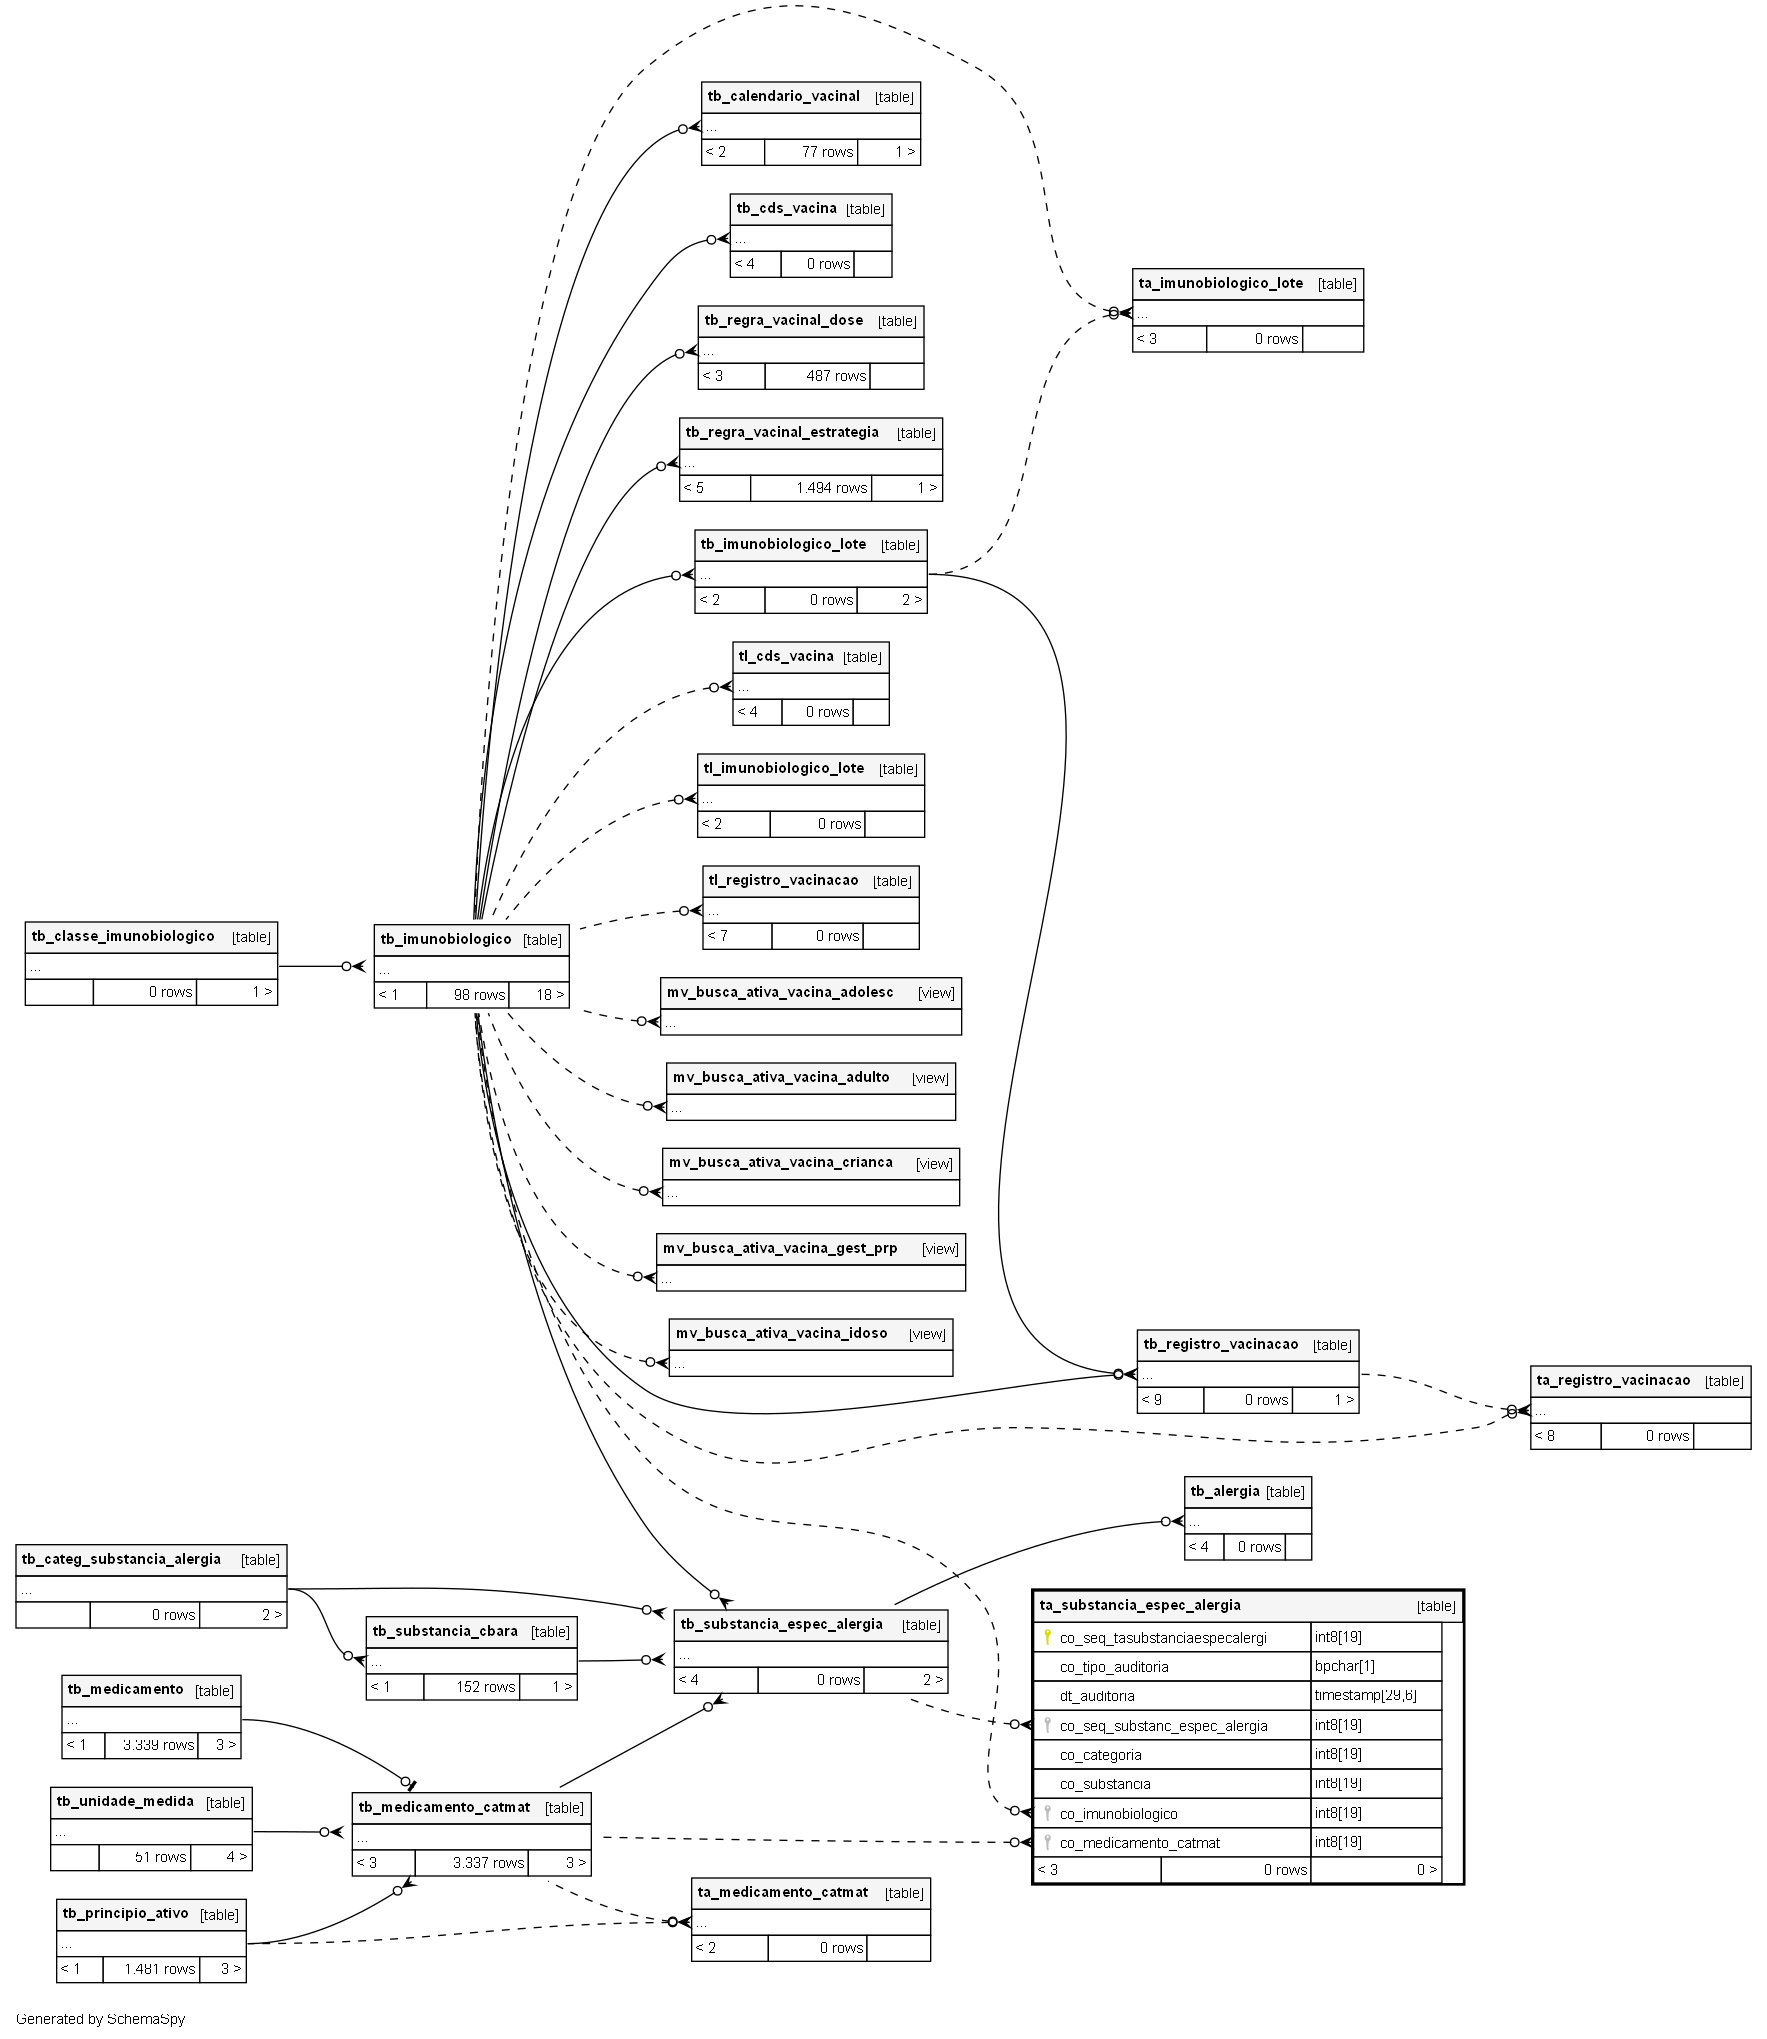 tb_calendario_vacinal [table]
...
< 2 77 rows 1 >
tb_cds_vacina [table]
...
< 4 0 rows
ta_imunobiologico_lote [table]
...
< 3 0 rows
tb_regra_vacinal_dose [table]
...
< 3 487 rows
tb_regra_vacinal_estrategia [table]
...
< 5 1.494 rows 1 >
tb_imunobiologico_lote [table]
...
< 2 0 rows 2 >
tl_cds_vacina [table]
...
< 4 0 rows
tl_imunobiologico_lote [table]
...
< 2 0 rows
tl_registro_vacinacao [table]
...
< 7 0 rows
tb_classe_imunobiologico [table]
...
0 rows 1 >
tb_imunobiologico [table]
...
< 1 98 rows 18 >
mv_busca_ativa_vacina_adolesc [view]
...
mv_busca_ativa_vacina_adulto [view]
...
mv_busca_ativa_vacina_crianca [view]
...
mv_busca_ativa_vacina_gest_prp [view]
...
mv_busca_ativa_vacina_idoso [view]
...
tb_registro_vacinacao [table]
...
< 9 0 rows 1 >
ta_registro_vacinacao [table]
...
< 8 0 rows
tb_alergia [table]
...
< 4 0 rows
tb_categ_substancia_alergia [table]
...
0 rows 2 >
tb_substancia_cbara [table]
...
< 1 152 rows 1 >
tb_substancia_espec_alergia [table]
...
< 4 0 rows 2 >
ta_substancia_espec_alergia [table]
co_seq_tasubstanciaespecalergi int8[19]
co_tipo_auditoria bpchar[1]
dt_auditoria timestamp[29,6]
co_seq_substanc_espec_alergia int8[19]
co_categoria int8[19]
co_substancia int8[19]
co_imunobiologico int8[19]
co_medicamento_catmat int8[19]
< 3 0 rows 0 >
tb_medicamento [table]
...
< 1 3.339 rows 3 >
tb_unidade_medida [table]
...
51 rows 4 >
tb_medicamento_catmat [table]
...
< 3 3.337 rows 3 >
tb_principio_ativo [table]
...
< 1 1.481 rows 3 >
ta_medicamento_catmat [table]
...
< 2 0 rows
Generated by SchemaSpy